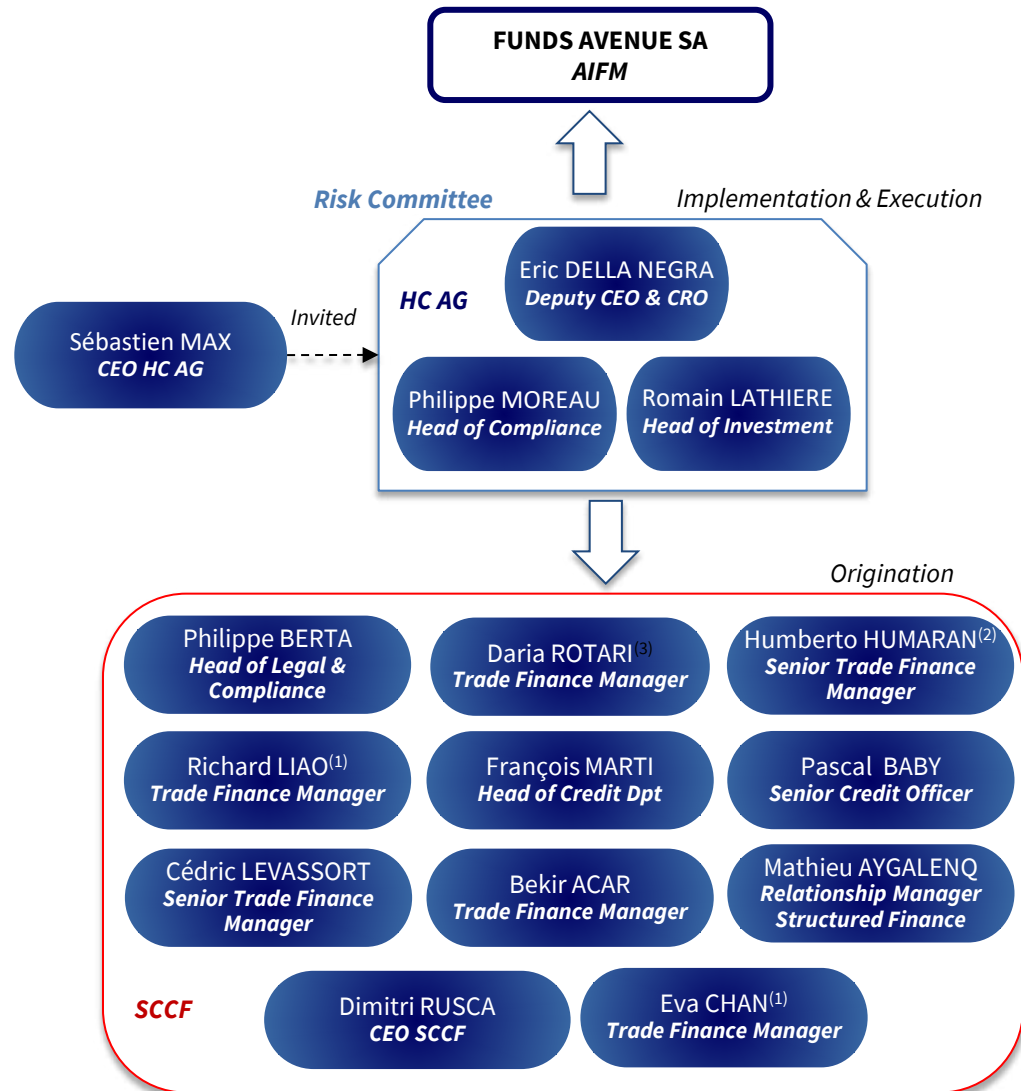 FUNDS AVENUE SA
AIFM
Risk Committee
Implementation & Execution
Eric DELLA NEGRA
Deputy CEO & CRO
HC AG
Invited
Sébastien MAX
CEO HC AG
Philippe MOREAU
Head of Compliance
Romain LATHIERE
Head of Investment
Origination
Philippe BERTA
Head of Legal &
Compliance
Daria ROTARI(3)
Trade Finance Manager
Humberto HUMARAN(2)
Senior Trade Finance
Manager
Richard LIAO(1)
Trade Finance Manager
François MARTI
Head of Credit Dpt
Pascal BABY
Senior Credit Officer
Cédric LEVASSORT
Senior Trade Finance
Manager
Bekir ACAR
Trade Finance Manager
Mathieu AYGALENQ
Relationship Manager
Structured Finance
SCCF
Dimitri RUSCA
CEO SCCF
Eva CHAN(1)
Trade Finance Manager